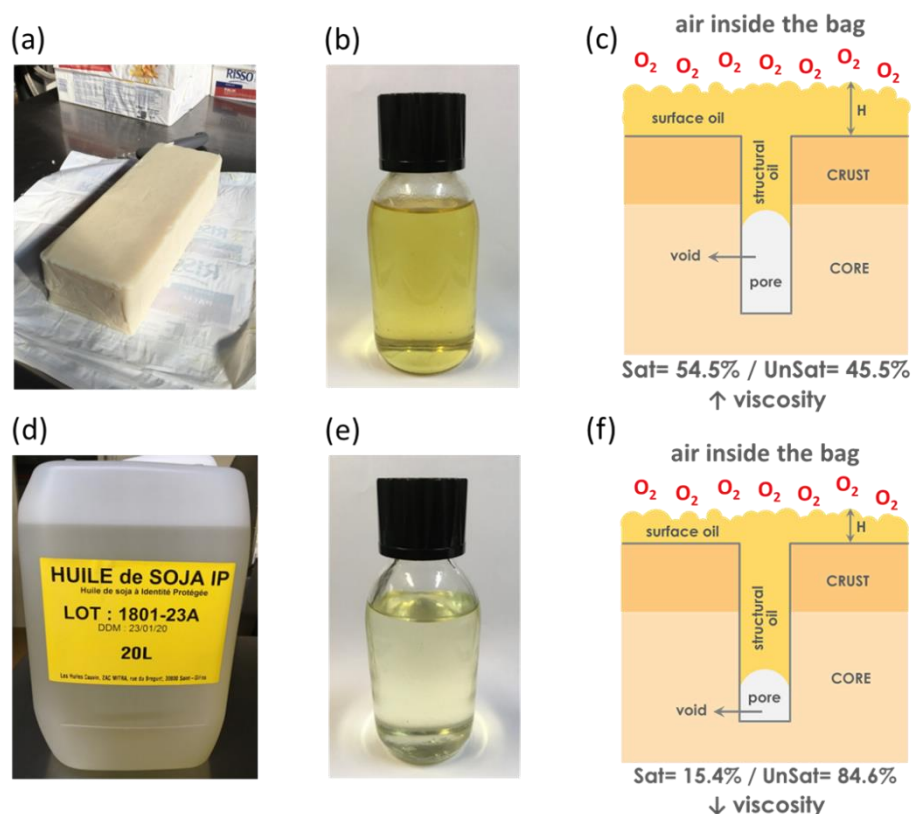 (a)
RISSO
RISSO
(b)
(c)
air inside the bag
O₂ O₂ O₂ O₂ O₂ O₂ O₂
H
surface oil
structural oil
CRUST
void
pore
CORE
Sat= 54.5% / UnSat= 45.5%
↑ viscosity
(d)
HUILE de SOJA IP
Huile de soja à Identité Protégée
LOT : 1801-23A
DDM : 23/01/20
20L
(e)
(f)
air inside the bag
O₂ O₂ O₂ O₂ O₂ O₂ O₂
H
surface oil
structural oil
CRUST
CORE
pore
void
Sat= 15.4% / UnSat= 84.6%
↓ viscosity